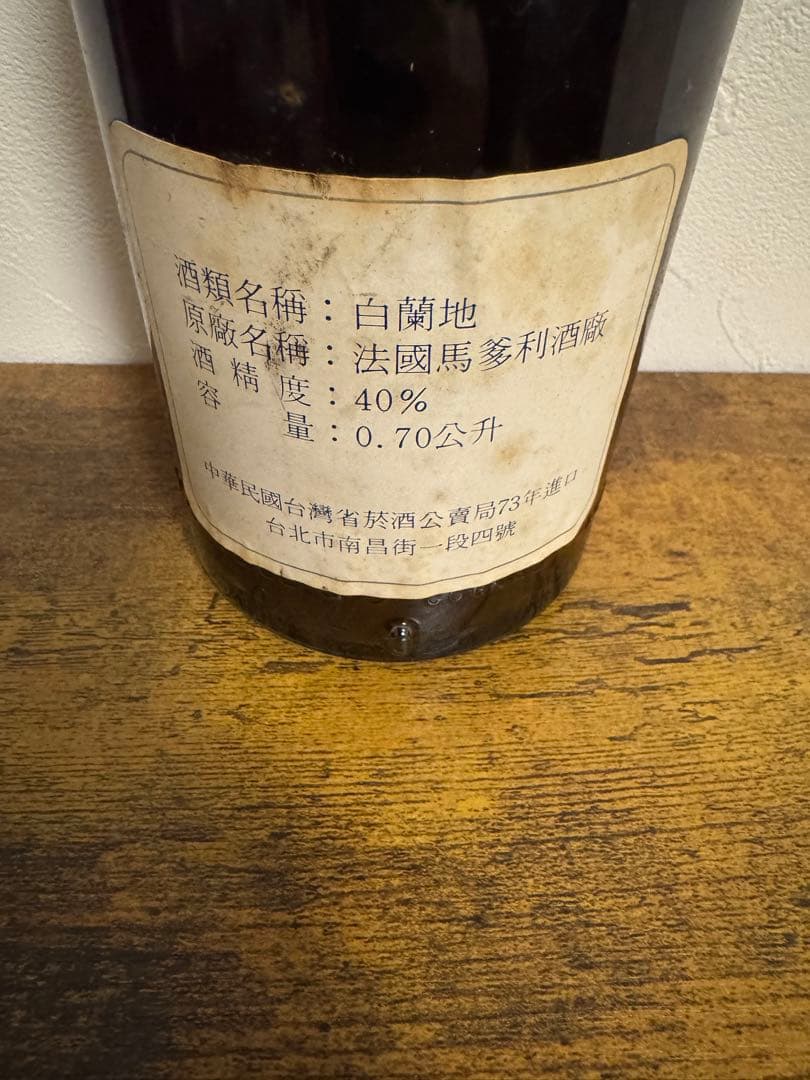 酒類名稱：白蘭地
原廠名稱：法國馬爹利酒廠
酒精度：40%
容量：0.70公升
中華民國台灣省菸酒公賣局73年進口
台北市南昌街一段四號